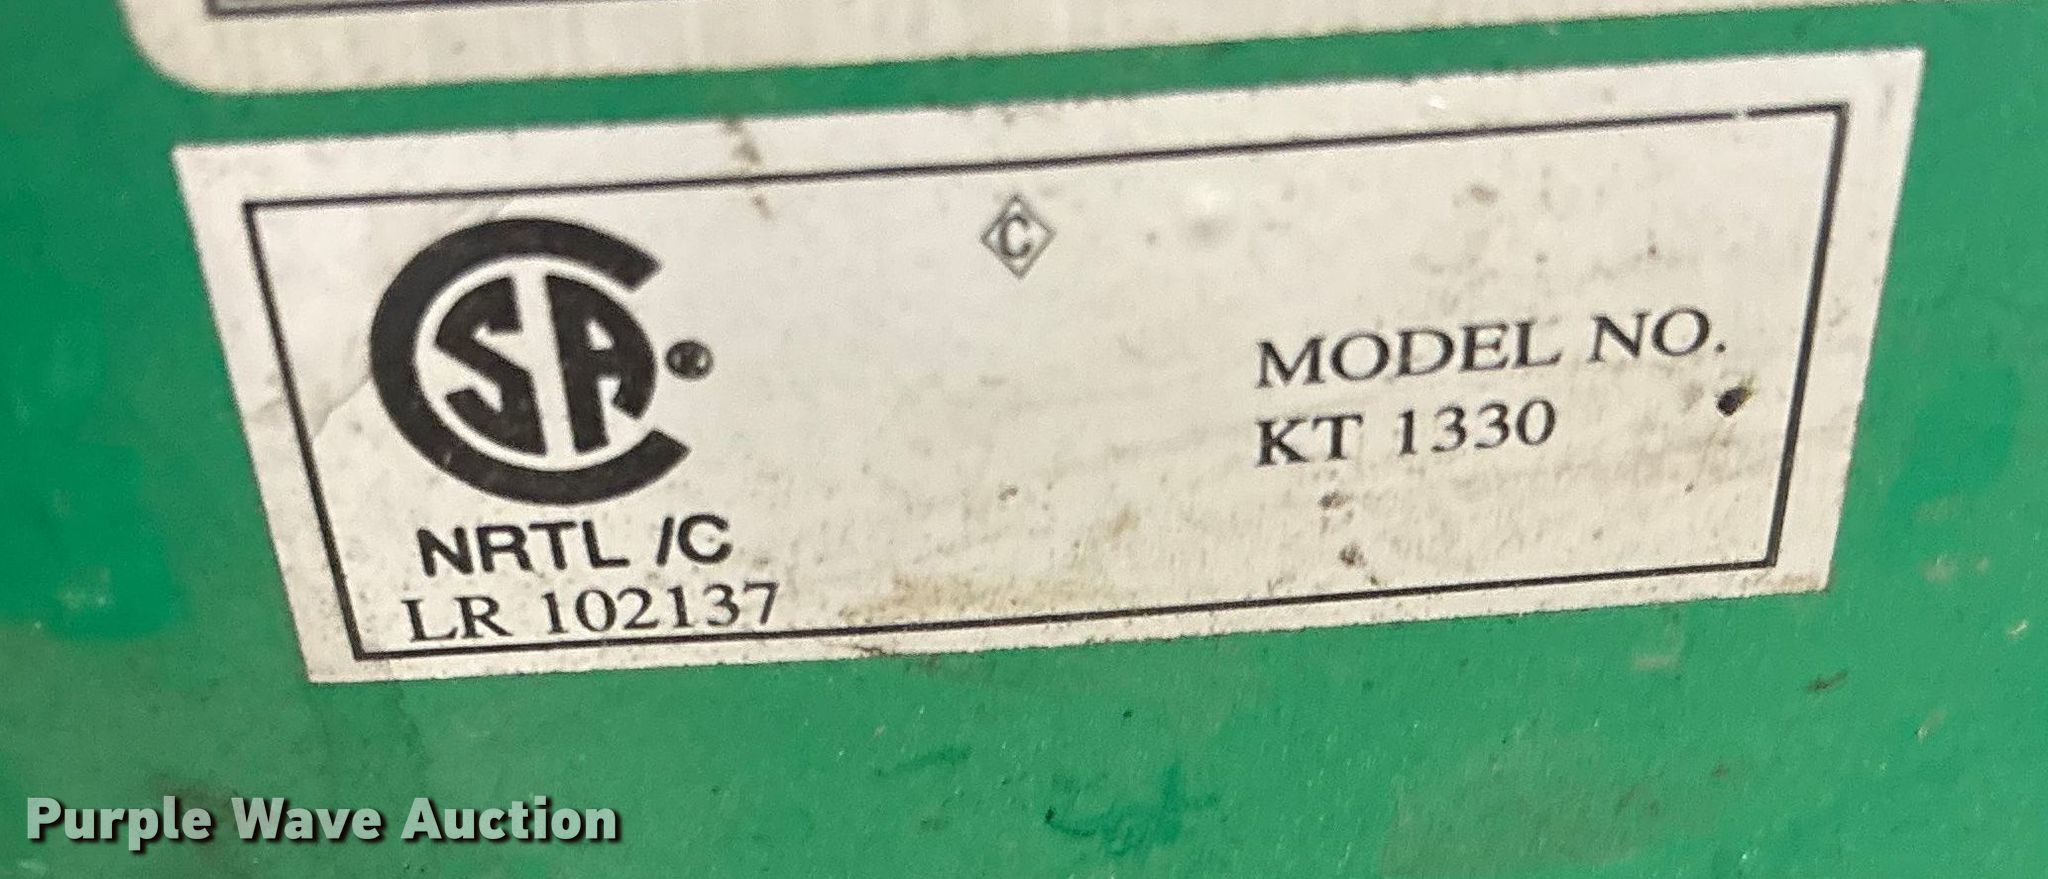 C
CSA®
MODEL NO.
KT 1330
NRTL /C
LR 102137
Purple Wave Auction